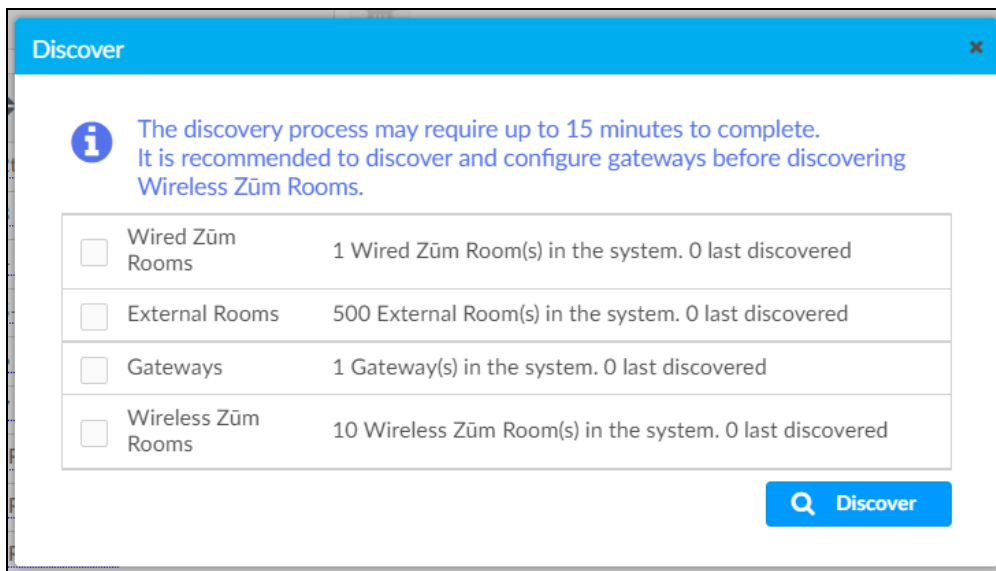 Discover
The discovery process may require up to 15 minutes to complete.
It is recommended to discover and configure gateways before discovering
Wireless Zūm Rooms.
Wired Zūm
Rooms
1 Wired Zūm Room(s) in the system. 0 last discovered
External Rooms
500 External Room(s) in the system. 0 last discovered
Gateways
1 Gateway(s) in the system. 0 last discovered
Wireless Zūm
Rooms
10 Wireless Zūm Room(s) in the system. 0 last discovered
Discover